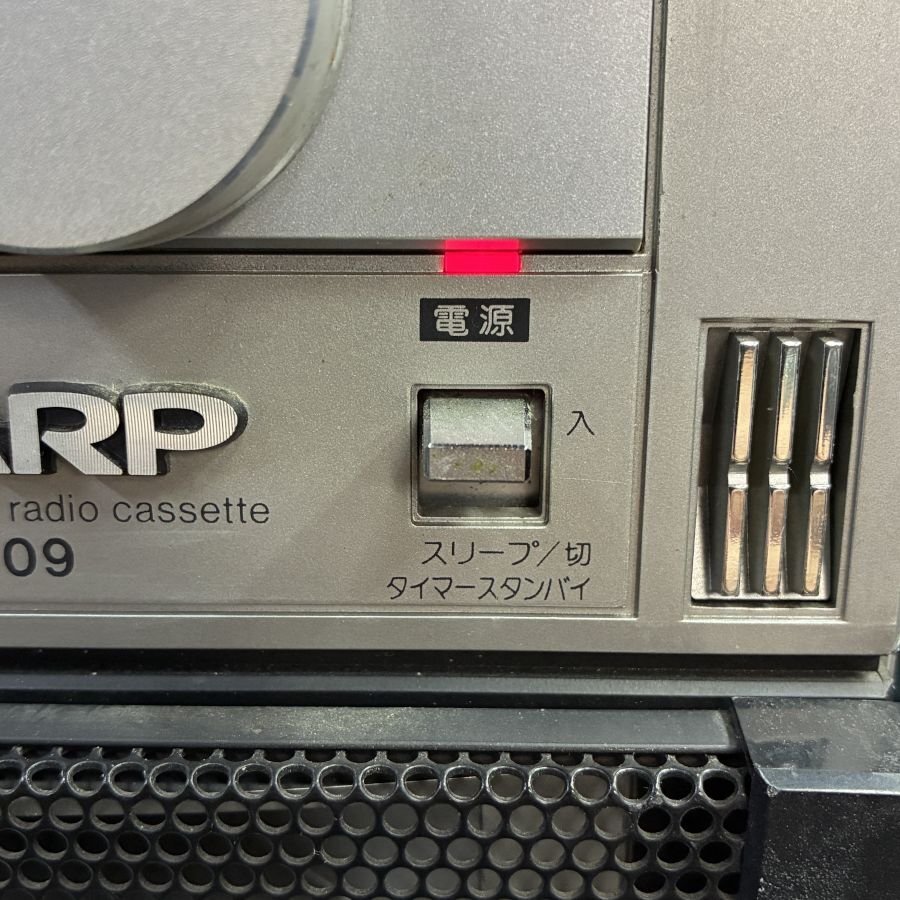 電源
入
ARP
radio cassette
09
スリープ/切
タイマースタンバイ